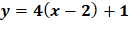 y = 4(x − 2) + 1